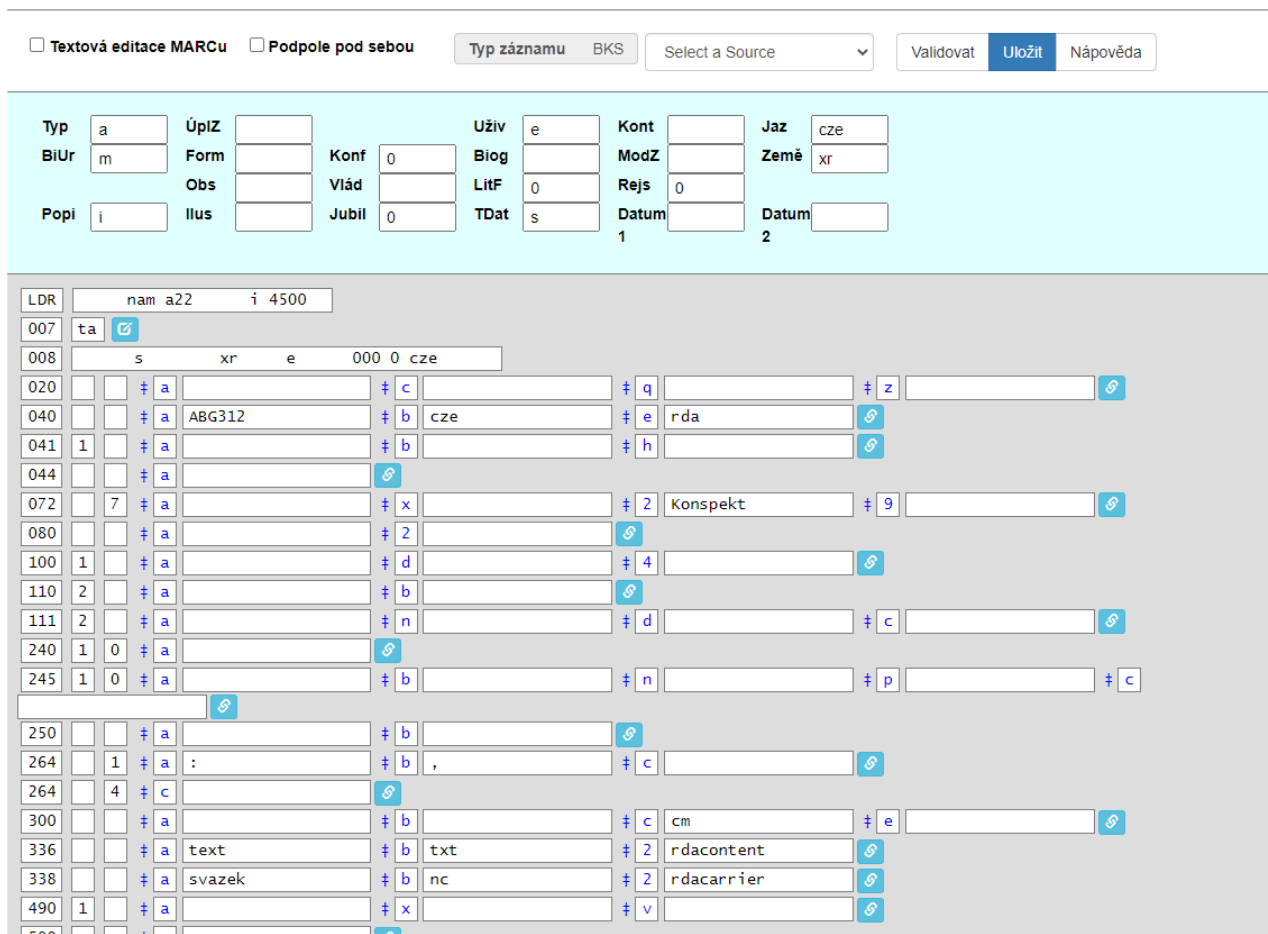 Textová editace MARCu Podpole pod sebou Typ záznamu BKS Select a Source Validovat Uložit Nápověda
Typ a ÚplZ Uživ e Kont Jaz cze
BiUr m Form Konf 0 Biog ModZ Země xr
Obs Vlád LitF 0 Rejs 0
Popi i Ilus Jubil 0 TDat s Datum 1 Datum 2
LDR nam a22 i 4500
007 ta
008 s xr e 000 0 cze
020 ‡ a ‡ c ‡ q ‡ z
040 ‡ a ABG312 ‡ b cze ‡ e rda
041 1 ‡ a ‡ b ‡ h
044 ‡ a
072 7 ‡ a ‡ x ‡ 2 Konspekt ‡ 9
080 ‡ a ‡ 2
100 1 ‡ a ‡ d ‡ 4
110 2 ‡ a ‡ b
111 2 ‡ a ‡ n ‡ d ‡ c
240 1 0 ‡ a
245 1 0 ‡ a ‡ b ‡ n ‡ p ‡ c
250 ‡ a ‡ b
264 1 ‡ a : ‡ b , ‡ c
264 4 ‡ c
300 ‡ a ‡ b ‡ c cm ‡ e
336 ‡ a text ‡ b txt ‡ 2 rdacontent
338 ‡ a svazek ‡ b nc ‡ 2 rdacarrier
490 1 ‡ a ‡ x ‡ v